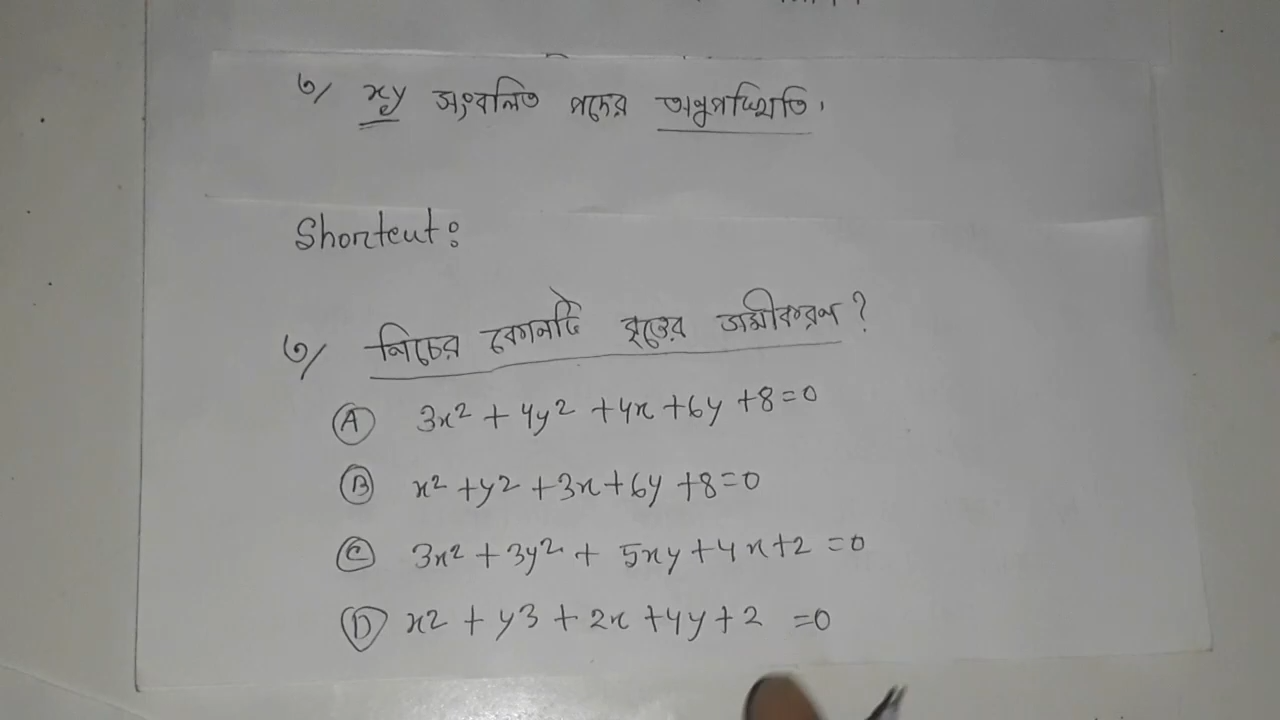 ৩/ xy সংবলিত পদের অনুপস্থিতি।
Shortcut:
৩/ নিচের কোনটি বৃত্তের সমীকরণ?
Ⓐ 3x² + 4y² + 4x + 6y + 8 = 0
Ⓑ x² + y² + 3x + 6y + 8 = 0
Ⓒ 3x² + 3y² + 5xy + 4x + 2 = 0
Ⓓ x2 + y3 + 2x + 4y + 2 = 0